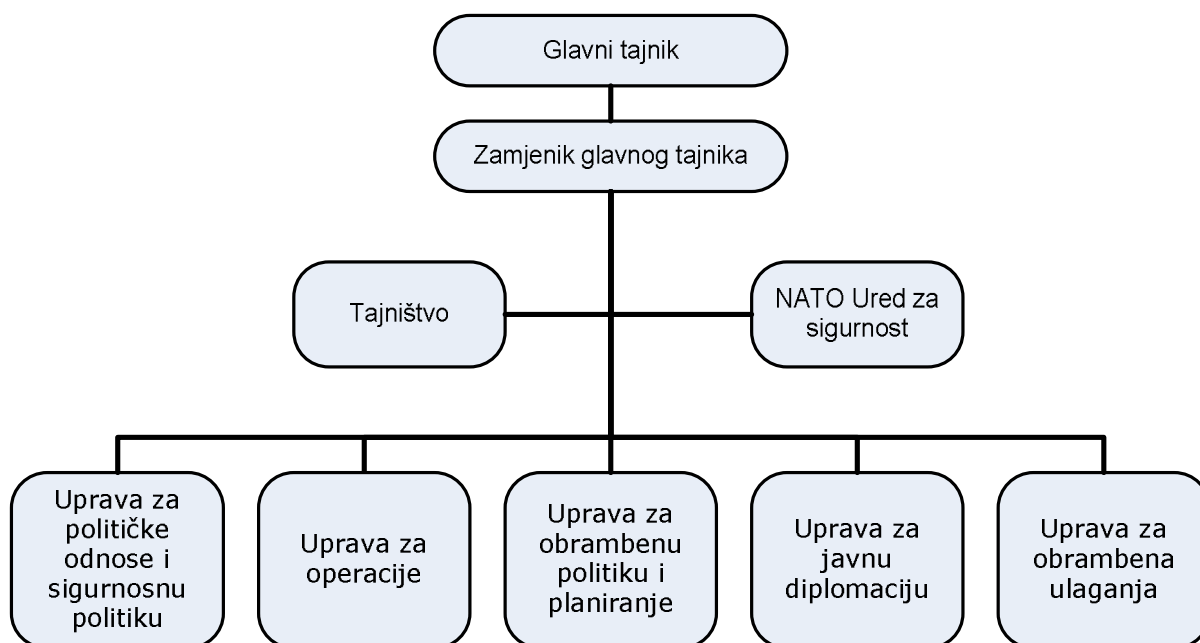 Glavni tajnik
Zamjenik glavnog tajnika
Tajništvo
NATO Ured za
sigurnost
Uprava za
političke
odnose i
sigurnosnu
politiku
Uprava za
operacije
Uprava za
obrambenu
politiku i
planiranje
Uprava za
javnu
diplomaciju
Uprava za
obrambena
ulaganja